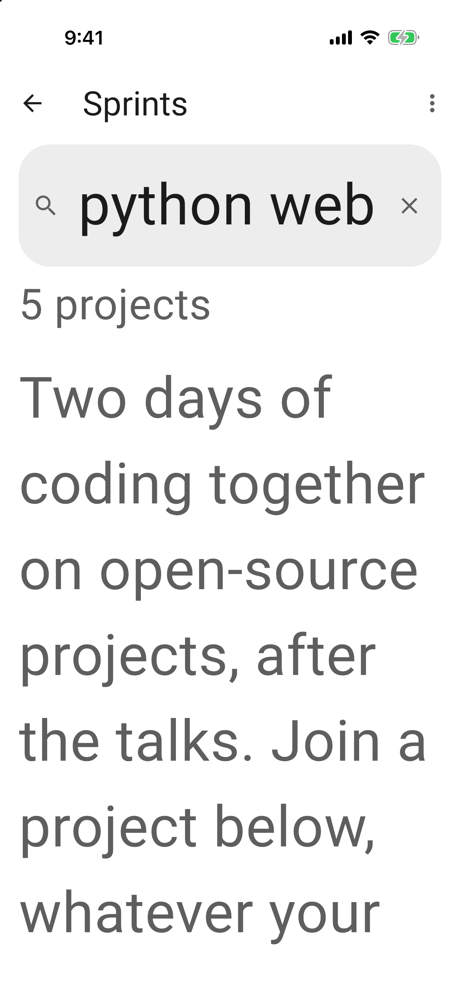 9:41
Sprints
python web
5 projects
Two days of
coding together
on open-source
projects, after
the talks. Join a
project below,
whatever your